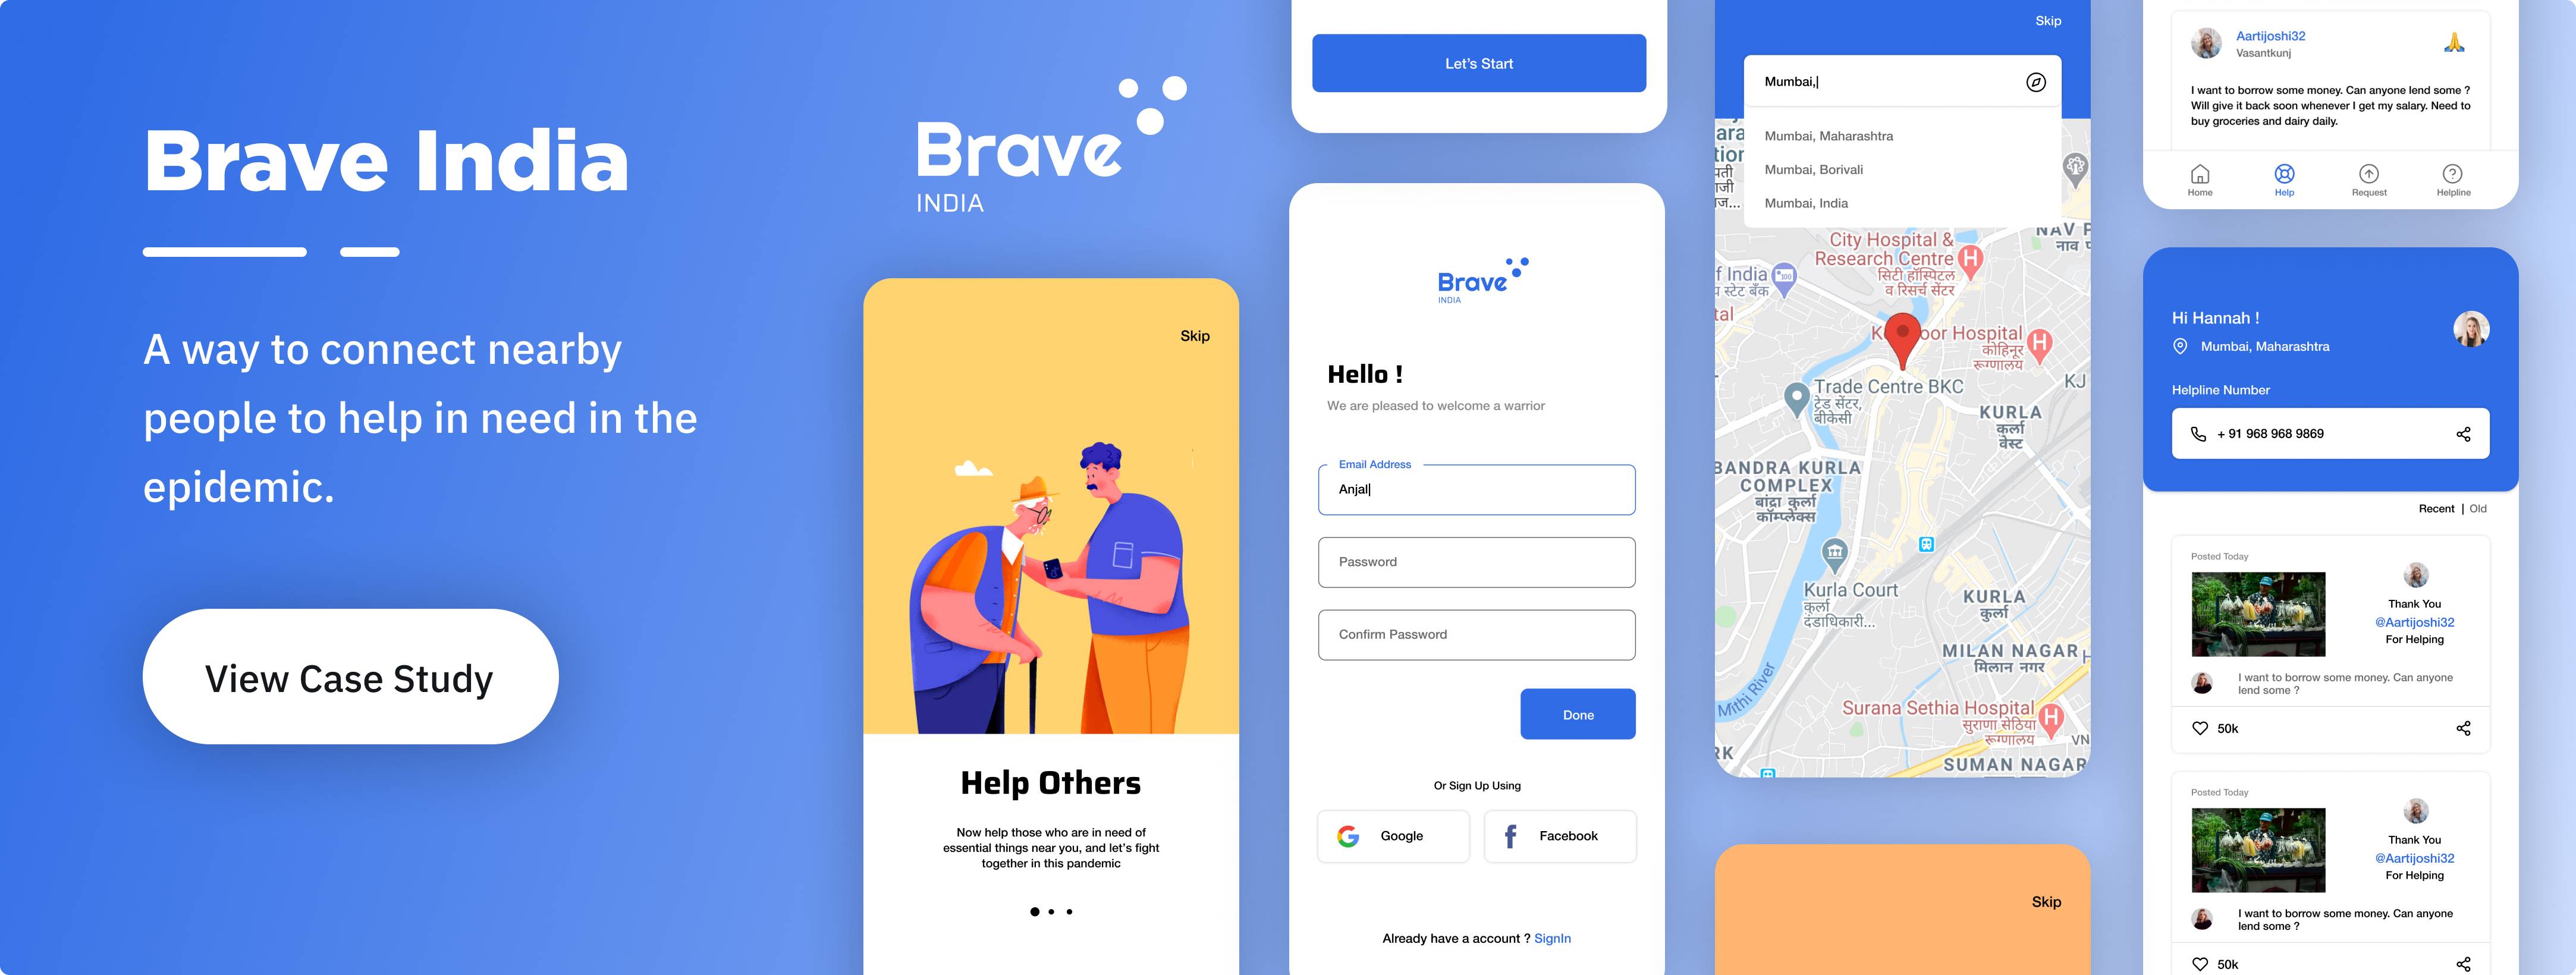 Brave India
A way to connect nearby
people to help in need in the
epidemic.
View Case Study
Brave
INDIA
Skip
Help Others
Now help those who are in need of
essential things near you, and let's fight
together in this pandemic
Let's Start
Brave
INDIA
Hello !
We are pleased to welcome a warrior
Email Address
Anjal
Password
Confirm Password
Done
Or Sign Up Using
Google
Facebook
Already have a account ? SignIn
Skip
Mumbai,
Mumbai, Maharashtra
Mumbai, Borivali
Mumbai, India
NAV P
नाव प
City Hospital &
Research Centre
सिटी हॉस्पिटल
व रिसर्च सेंटर
f India
स्टेट बँक
tal
oor Hospital
कोहिनूर
रूग्णालय
Trade Centre BKC
ट्रेड सेंटर,
बीकेसी
KJ
KURLA
कुर्ला
वेस्ट
BANDRA KURLA
COMPLEX
बांद्रा कुर्ला
कॉम्प्लेक्स
Kurla Court
कुर्ला
दंडाधिकारी...
KURLA
कुर्ला
MILAN NAGAR
मिलान नगर
Mithi River
Surana Sethia Hospital
सुराणा सेठिया
रूग्णालय
RK
VN
SUMAN NAGAR
Skip
Aartijoshi32
Vasantkunj
I want to borrow some money. Can anyone lend some ?
Will give it back soon whenever I get my salary. Need to
buy groceries and dairy daily.
Home
Help
Request
Helpline
Hi Hannah !
Mumbai, Maharashtra
Helpline Number
+ 91 968 968 9869
Recent | Old
Posted Today
Thank You
@Aartijoshi32
For Helping
I want to borrow some money. Can anyone
lend some ?
50k
Posted Today
Thank You
@Aartijoshi32
For Helping
I want to borrow some money. Can anyone
lend some ?
50k